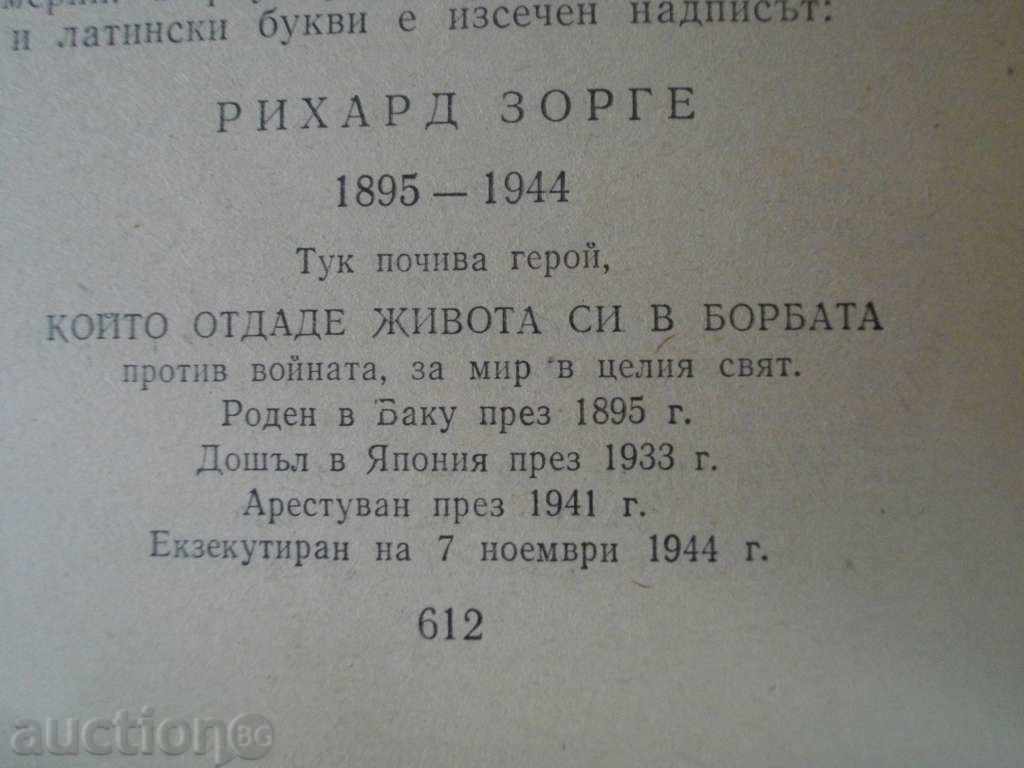 и латински букви е изсечен надписът:
РИХАРД ЗОРГЕ
1895 — 1944
Тук почива герой,
КОЙТО ОТДАДЕ ЖИВОТА СИ В БОРБАТА
против войната, за мир в целия свят.
Роден в Баку през 1895 г.
Дошъл в Япония през 1933 г.
Арестуван през 1941 г.
Екзекутиран на 7 ноември 1944 г.
612
auctionBG